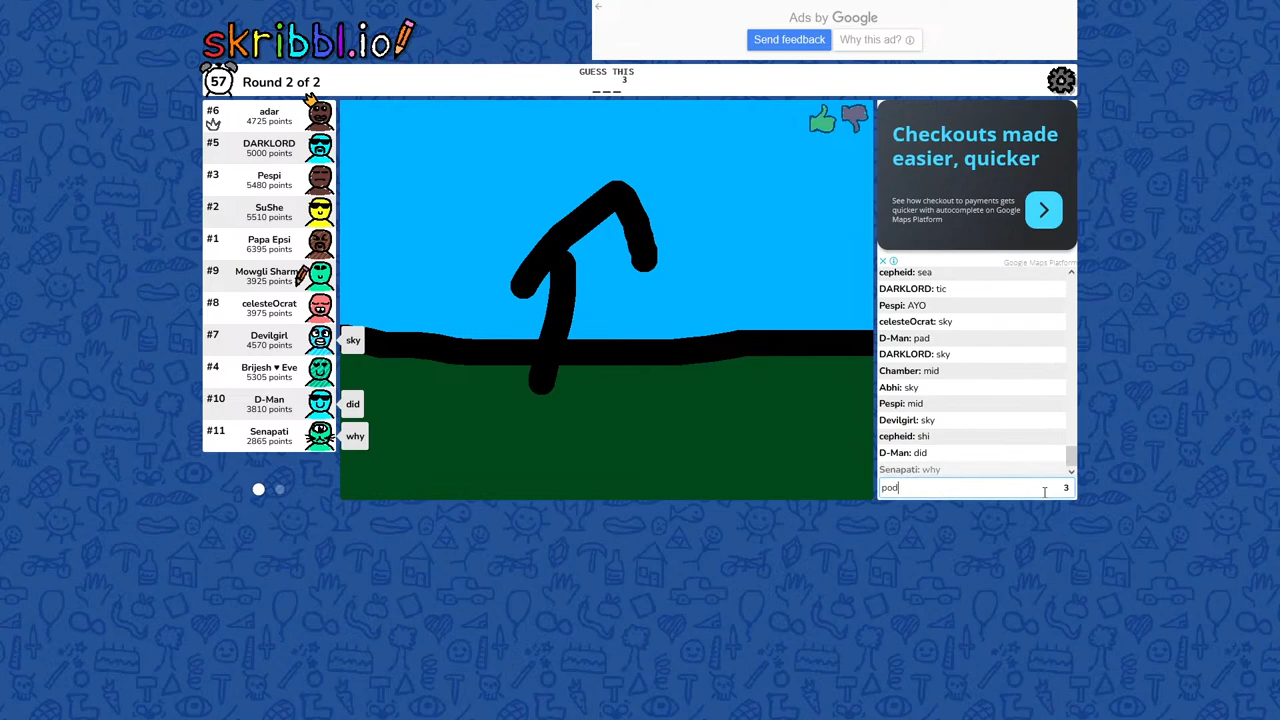 skribbl.io
Ads by Google
Send feedback
Why this ad?
57
Round 2 of 2
GUESS THIS
___ 3
#6 adar
4725 points
#5 DARKLORD
5000 points
#3 Pespi
5480 points
#2 SuShe
5510 points
#1 Papa Epsi
6395 points
#9 Mowgli Sharm
3925 points
#8 celesteOcrat
3975 points
#7 Devilgirl
4570 points
#4 Brijesh ♥ Eve
5305 points
#10 D-Man
3810 points
#11 Senapati
2865 points
sky
did
why
Checkouts made
easier, quicker
See how checkout to payments gets
quicker with autocomplete on Google
Maps Platform
Google Maps Platform
cepheid: sea
DARKLORD: tic
Pespi: AYO
celesteOcrat: sky
D-Man: pad
DARKLORD: sky
Chamber: mid
Abhi: sky
Pespi: mid
Devilgirl: sky
cepheid: shi
D-Man: did
Senapati: why
pod 3